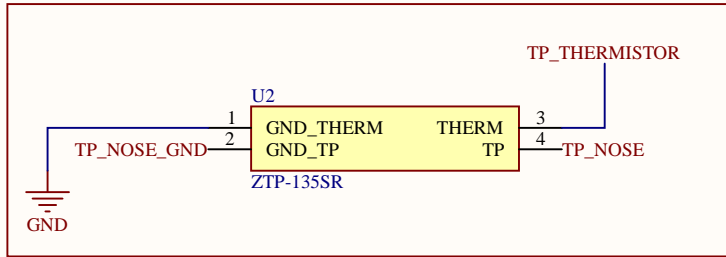 TP_THERMISTOR
U2
1 GND_THERM THERM 3
TP_NOSE_GND 2 GND_TP TP 4 TP_NOSE
ZTP-135SR
GND